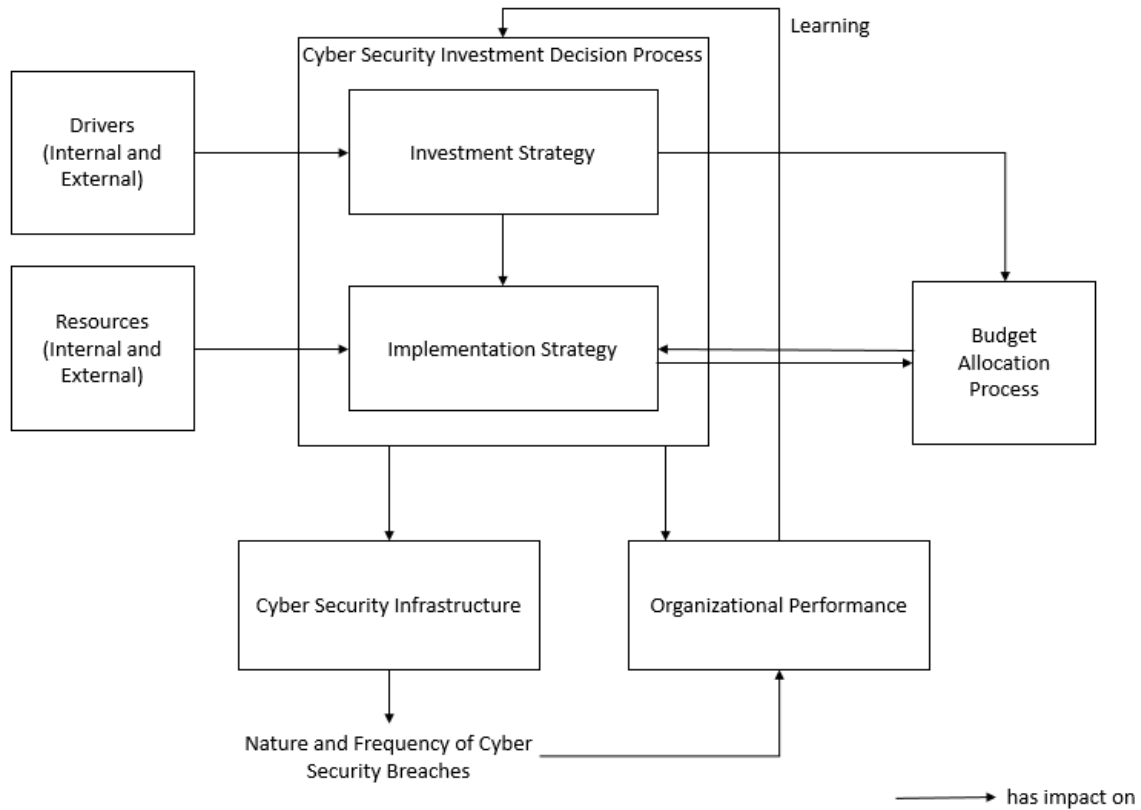 Learning
Cyber Security Investment Decision Process
Drivers
(Internal and
External)
Investment Strategy
Resources
(Internal and
External)
Implementation Strategy
Budget
Allocation
Process
Cyber Security Infrastructure
Organizational Performance
Nature and Frequency of Cyber
Security Breaches
has impact on